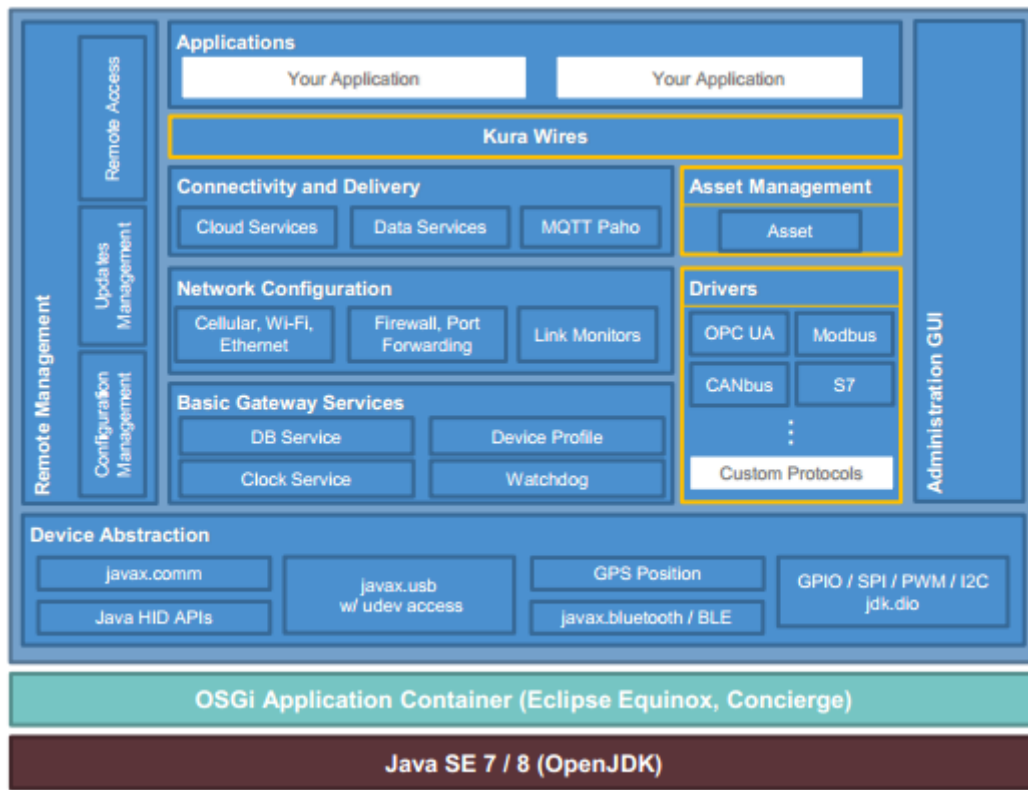 Remote Management
Remote Access
Updates
Management
Configuration
Management
Applications
Your Application
Your Application
Kura Wires
Connectivity and Delivery
Cloud Services
Data Services
MQTT Paho
Asset Management
Asset
Network Configuration
Cellular, Wi-Fi,
Ethernet
Firewall, Port
Forwarding
Link Monitors
Drivers
OPC UA
Modbus
CANbus
S7
⋮
Custom Protocols
Basic Gateway Services
DB Service
Device Profile
Clock Service
Watchdog
Administration GUI
Device Abstraction
javax.comm
Java HID APIs
javax.usb
w/ udev access
GPS Position
javax.bluetooth / BLE
GPIO / SPI / PWM / I2C
jdk.dio
OSGi Application Container (Eclipse Equinox, Concierge)
Java SE 7 / 8 (OpenJDK)